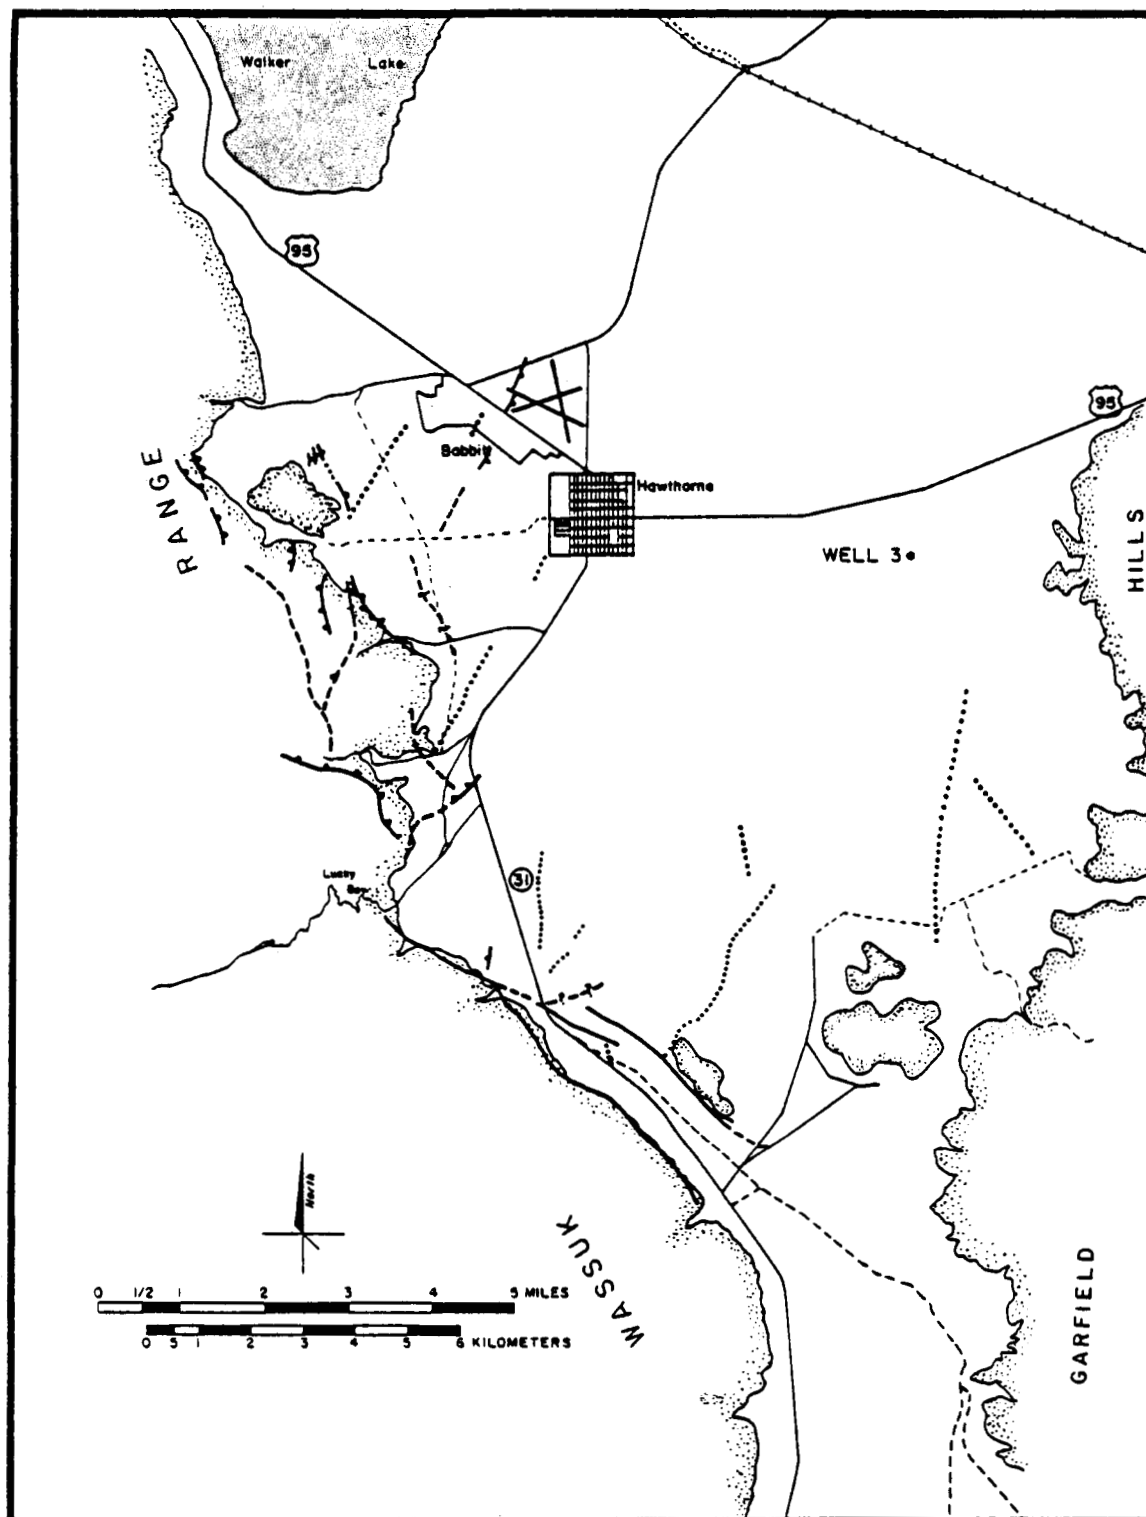 Walker Lake
95
95
Babbitt
Hawthorne
RANGE
WELL 3
HILLS
31
Lucky
Boy
North
WASSUK
GARFIELD
0 1/2 1 2 3 4 5 MILES
0 .5 1 2 3 4 5 6 KILOMETERS